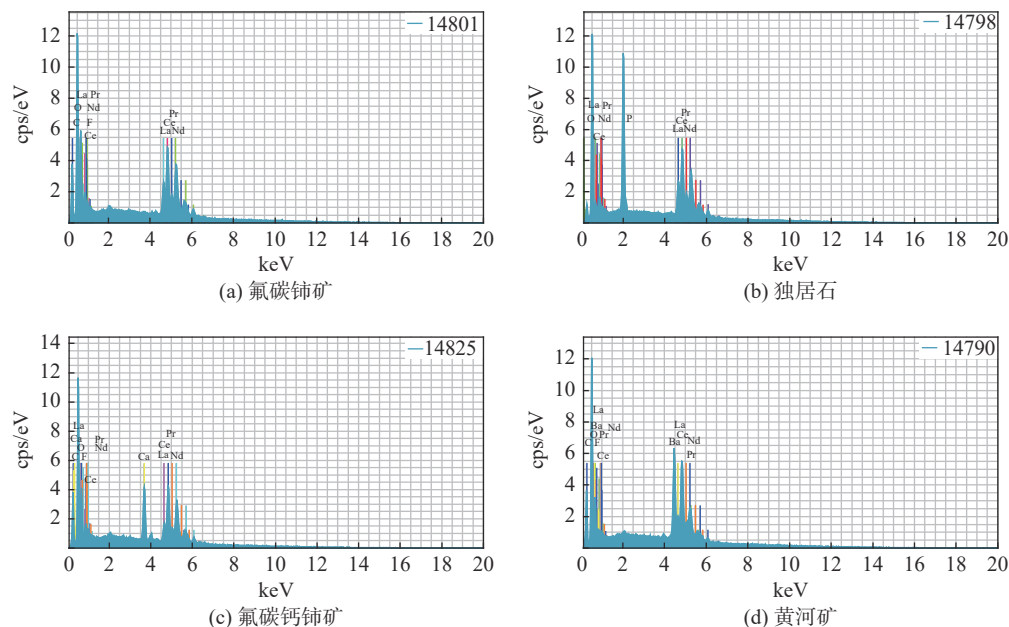 14801
12
10
8
6
4
2
cps/eV
La Pr
O Nd
C F
Ce
Pr
Ce
La Nd
0 2 4 6 8 10 12 14 16 18 20
keV
(a) 氟碳铈矿
14798
12
10
8
6
4
2
cps/eV
La Pr
O Nd
Ce
P
Pr
Ce
La Nd
0 2 4 6 8 10 12 14 16 18 20
keV
(b) 独居石
14825
14
12
10
8
6
4
2
cps/eV
La
Ca Pr
O Nd
C F
Ce
Ca
Pr
Ce
La Nd
0 2 4 6 8 10 12 14 16 18 20
keV
(c) 氟碳钙铈矿
14790
12
10
8
6
4
2
cps/eV
La
Ba Nd
O Pr
C F
Ce
La
Ce
Ba Nd
Pr
0 2 4 6 8 10 12 14 16 18 20
keV
(d) 黄河矿